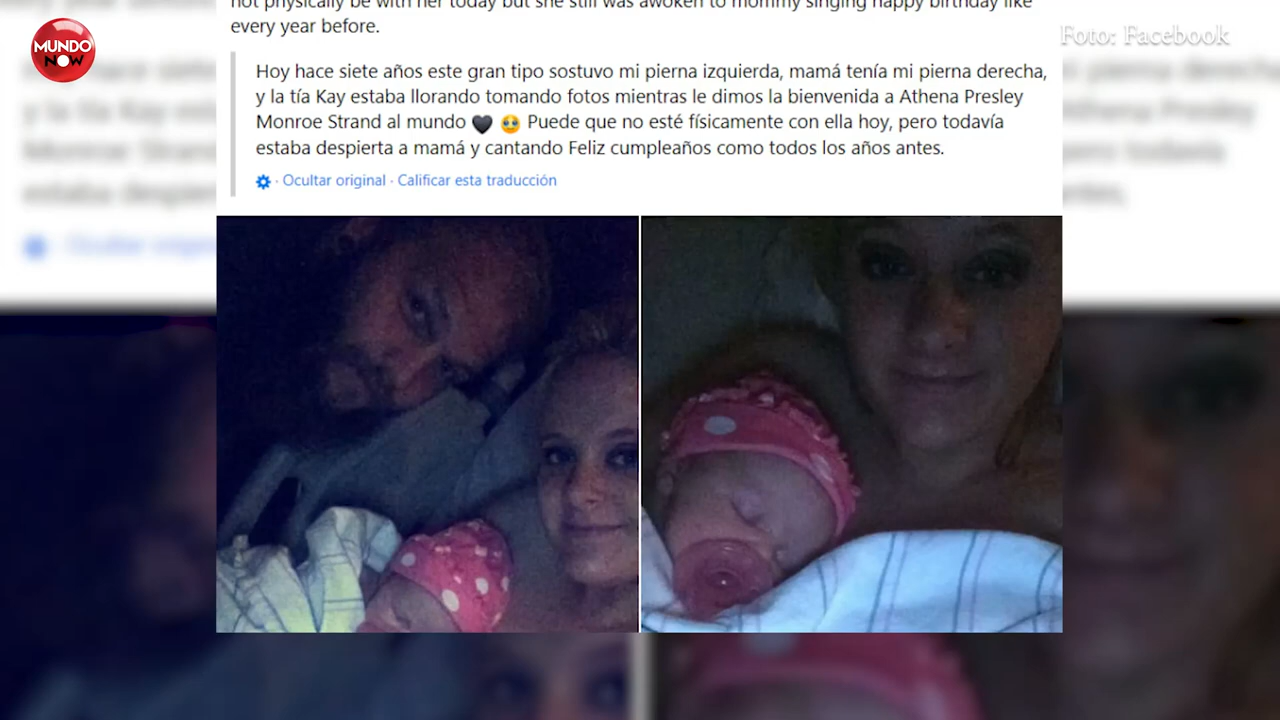 not physically be with her today but she still was awoken to mommy singing happy birthday like
every year before.
Foto: Facebook
MUNDO
NOW
Hoy hace siete años este gran tipo sostuvo mi pierna izquierda, mamá tenía mi pierna derecha,
y la tía Kay estaba llorando tomando fotos mientras le dimos la bienvenida a Athena Presley
Monroe Strand al mundo 🖤 🥹 Puede que no esté físicamente con ella hoy, pero todavía
estaba despierta a mamá y cantando Feliz cumpleaños como todos los años antes.
· Ocultar original · Calificar esta traducción